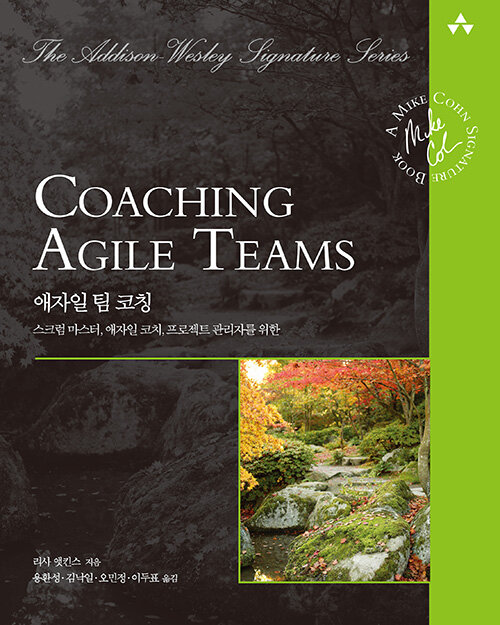 The Addison-Wesley Signature Series
A MIKE COHN SIGNATURE BOOK
Mike Coh
COACHING
AGILE TEAMS
애자일 팀 코칭
스크럼 마스터, 애자일 코치, 프로젝트 관리자를 위한
리사 앳킨스 지음
용환성·김낙일·오민정·이두표 옮김